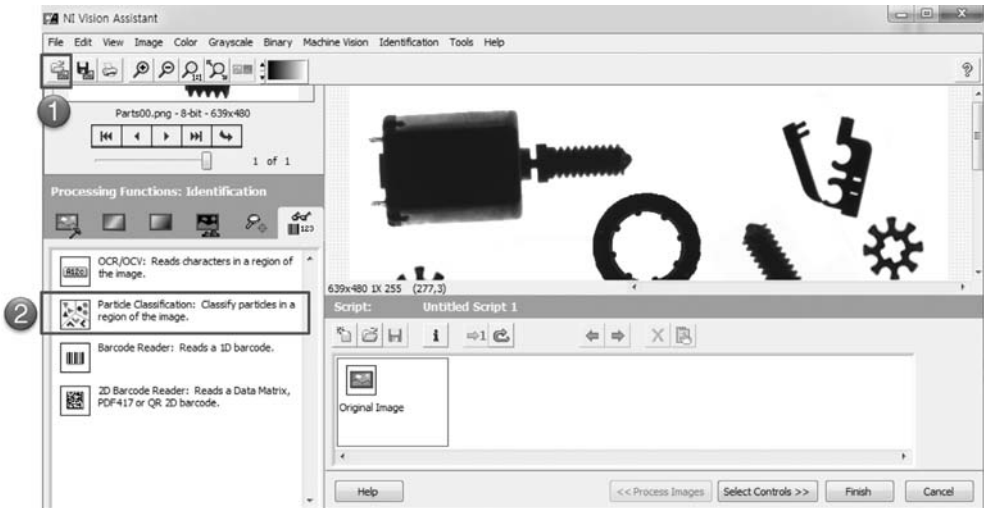 NI Vision Assistant
File Edit View Image Color Grayscale Binary Machine Vision Identification Tools Help
1
Parts00.png - 8-bit - 639x480
1 of 1
Processing Functions: Identification
OCR/OCV: Reads characters in a region of
the image.
2
Particle Classification: Classify particles in a
region of the image.
Barcode Reader: Reads a 1D barcode.
2D Barcode Reader: Reads a Data Matrix,
PDF417 or QR 2D barcode.
639x480 1X 255 (277,3)
Script: Untitled Script 1
Original Image
Help << Process Images Select Controls >> Finish Cancel